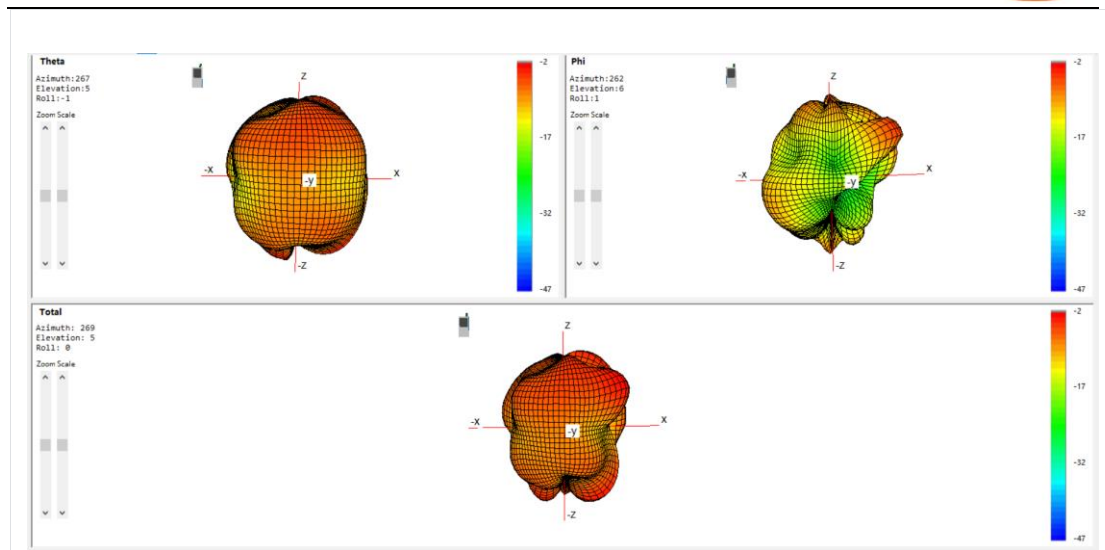 Theta
Azimuth:267
Elevation:5
Roll:-1
Zoom Scale
Z
-X
X
-y
-Z
-2
-17
-32
-47
Phi
Azimuth:262
Elevation:6
Roll:1
Zoom Scale
Z
-X
X
-y
-Z
-2
-17
-32
-47
Total
Azimuth: 269
Elevation: 5
Roll: 0
Zoom Scale
Z
-X
X
-y
-Z
-2
-17
-32
-47